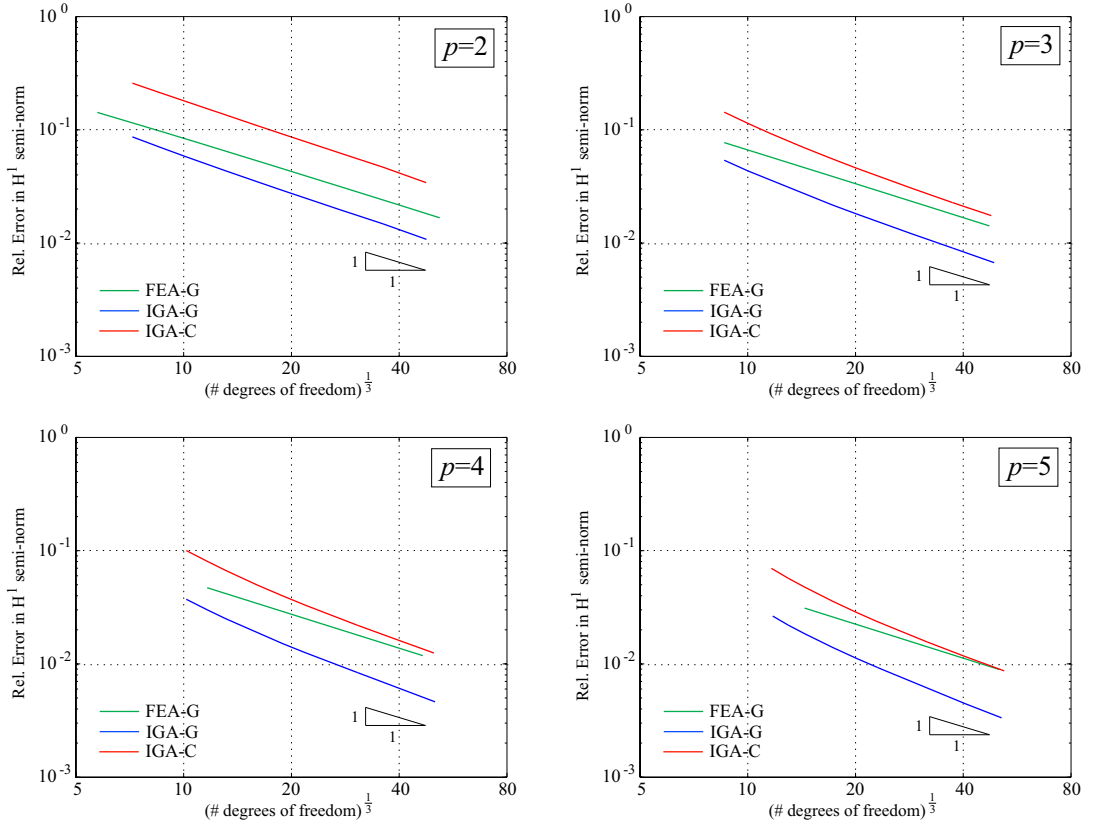 p=2
10^0
10^-1
10^-2
10^-3
Rel. Error in H^1 semi-norm
FEA-G
IGA-G
IGA-C
1
1
5 10 20 40 80
(# degrees of freedom)^1/3
p=3
10^0
10^-1
10^-2
10^-3
Rel. Error in H^1 semi-norm
FEA-G
IGA-G
IGA-C
1
1
5 10 20 40 80
(# degrees of freedom)^1/3
p=4
10^0
10^-1
10^-2
10^-3
Rel. Error in H^1 semi-norm
FEA-G
IGA-G
IGA-C
1
1
5 10 20 40 80
(# degrees of freedom)^1/3
p=5
10^0
10^-1
10^-2
10^-3
Rel. Error in H^1 semi-norm
FEA-G
IGA-G
IGA-C
1
1
5 10 20 40 80
(# degrees of freedom)^1/3